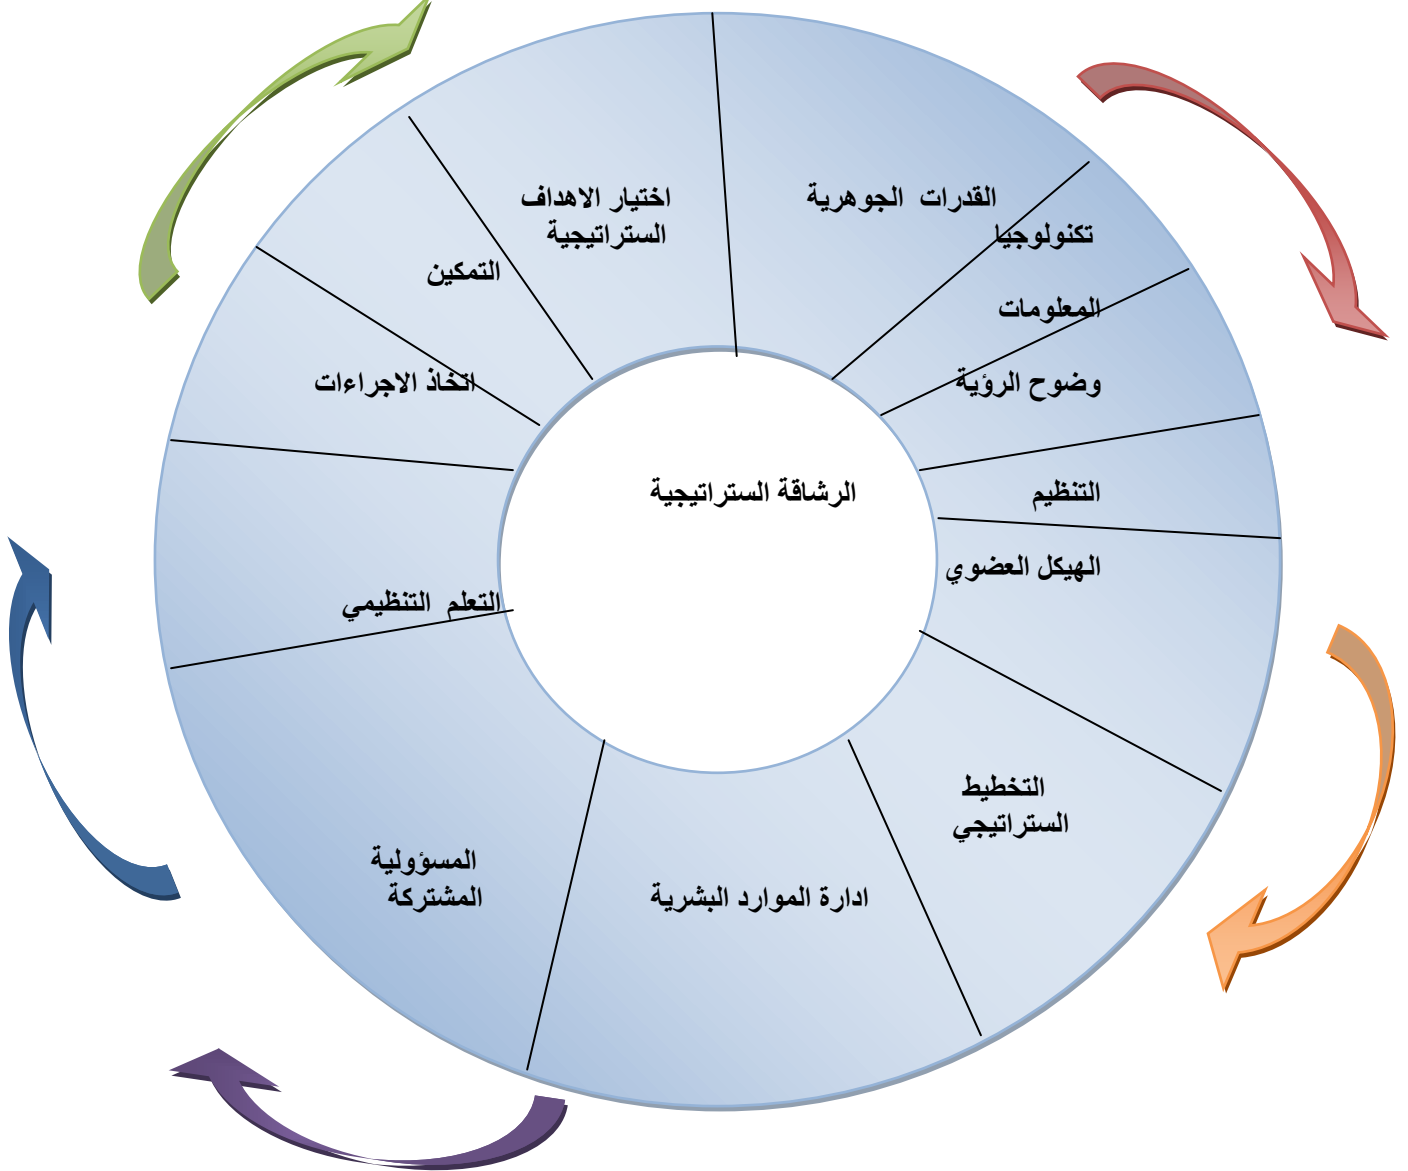 القدرات الجوهرية
تكنولوجيا
المعلومات
وضوح الرؤية
التنظيم
الهيكل العضوي
التخطيط
الستراتيجي
ادارة الموارد البشرية
المسؤولية
المشتركة
التعلم التنظيمي
اتخاذ الاجراءات
التمكين
اختيار الاهداف
الستراتيجية
الرشاقة الستراتيجية